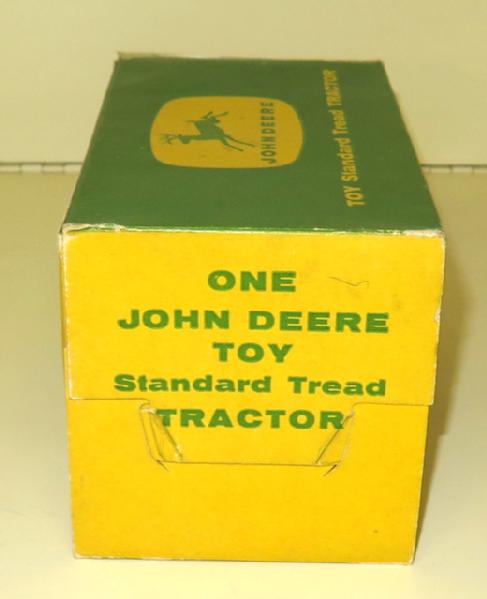 JOHN DEERE
TOY Standard Tread TRACTOR
ONE
JOHN DEERE
TOY
Standard Tread
TRACTOR